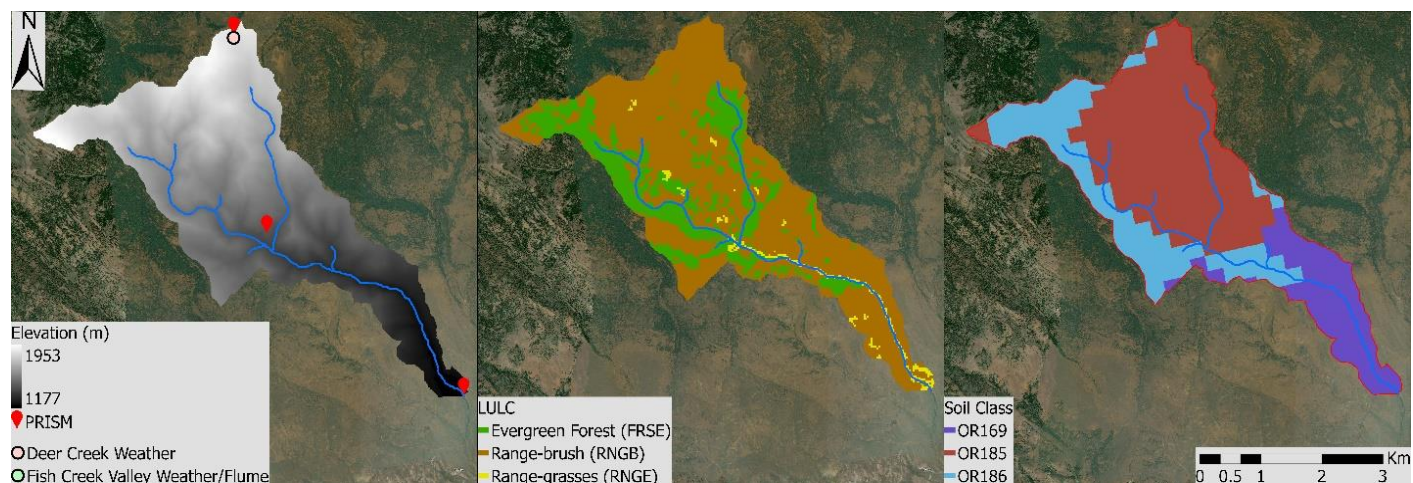 N
Elevation (m)
1953
1177
PRISM
Deer Creek Weather
Fish Creek Valley Weather/Flume
LULC
Evergreen Forest (FRSE)
Range-brush (RNGB)
Range-grasses (RNGE)
Soil Class
OR169
OR185
OR186
Km
0 0.5 1 2 3